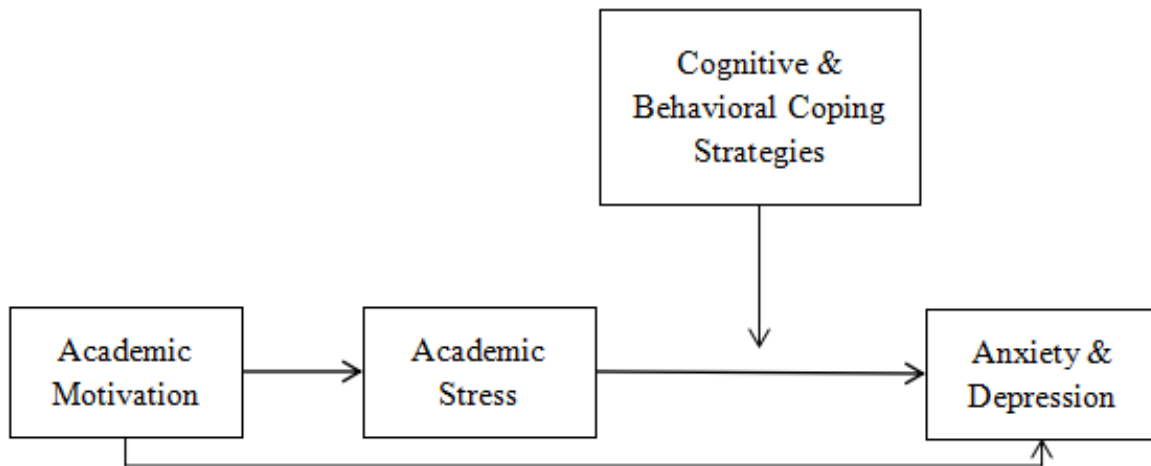 Cognitive &
Behavioral Coping
Strategies
Academic
Motivation
Academic
Stress
Anxiety &
Depression